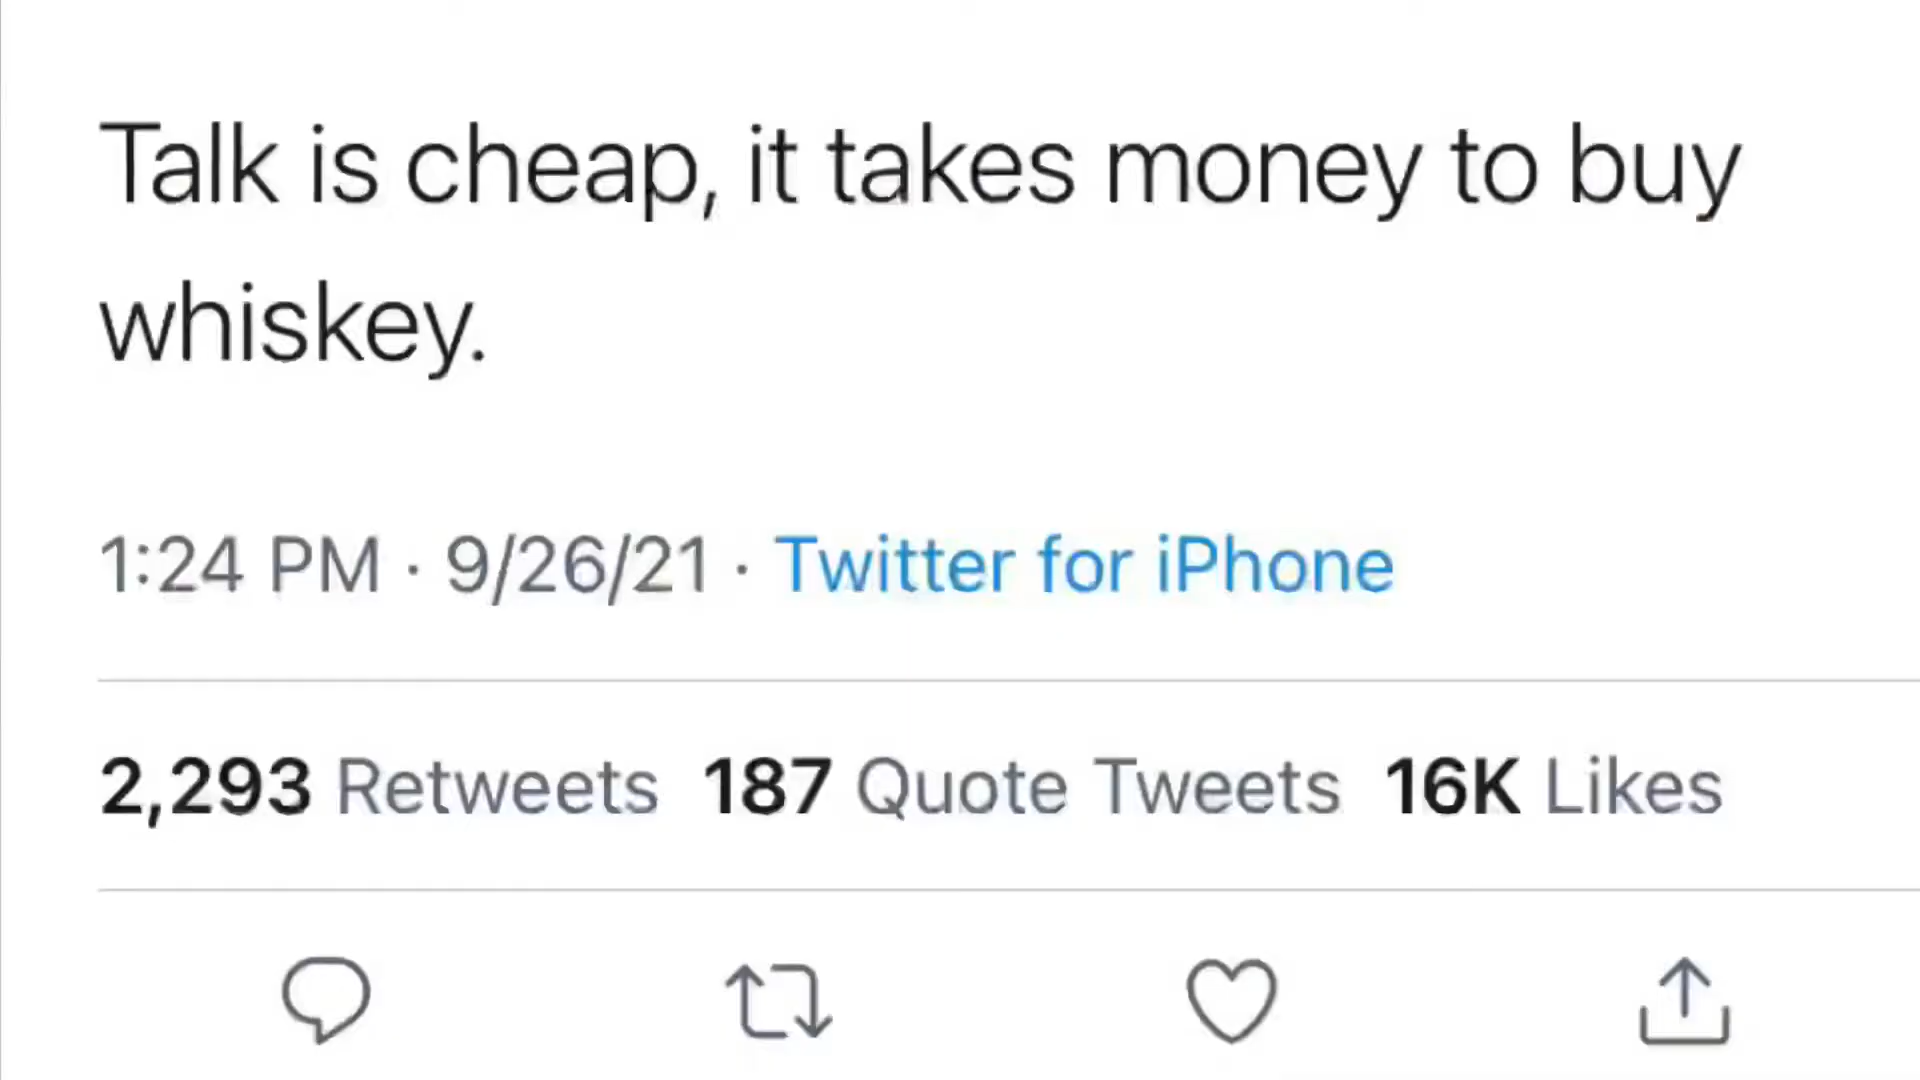 Talk is cheap, it takes money to buy
whiskey.
1:24 PM · 9/26/21 · Twitter for iPhone
2,293 Retweets 187 Quote Tweets 16K Likes